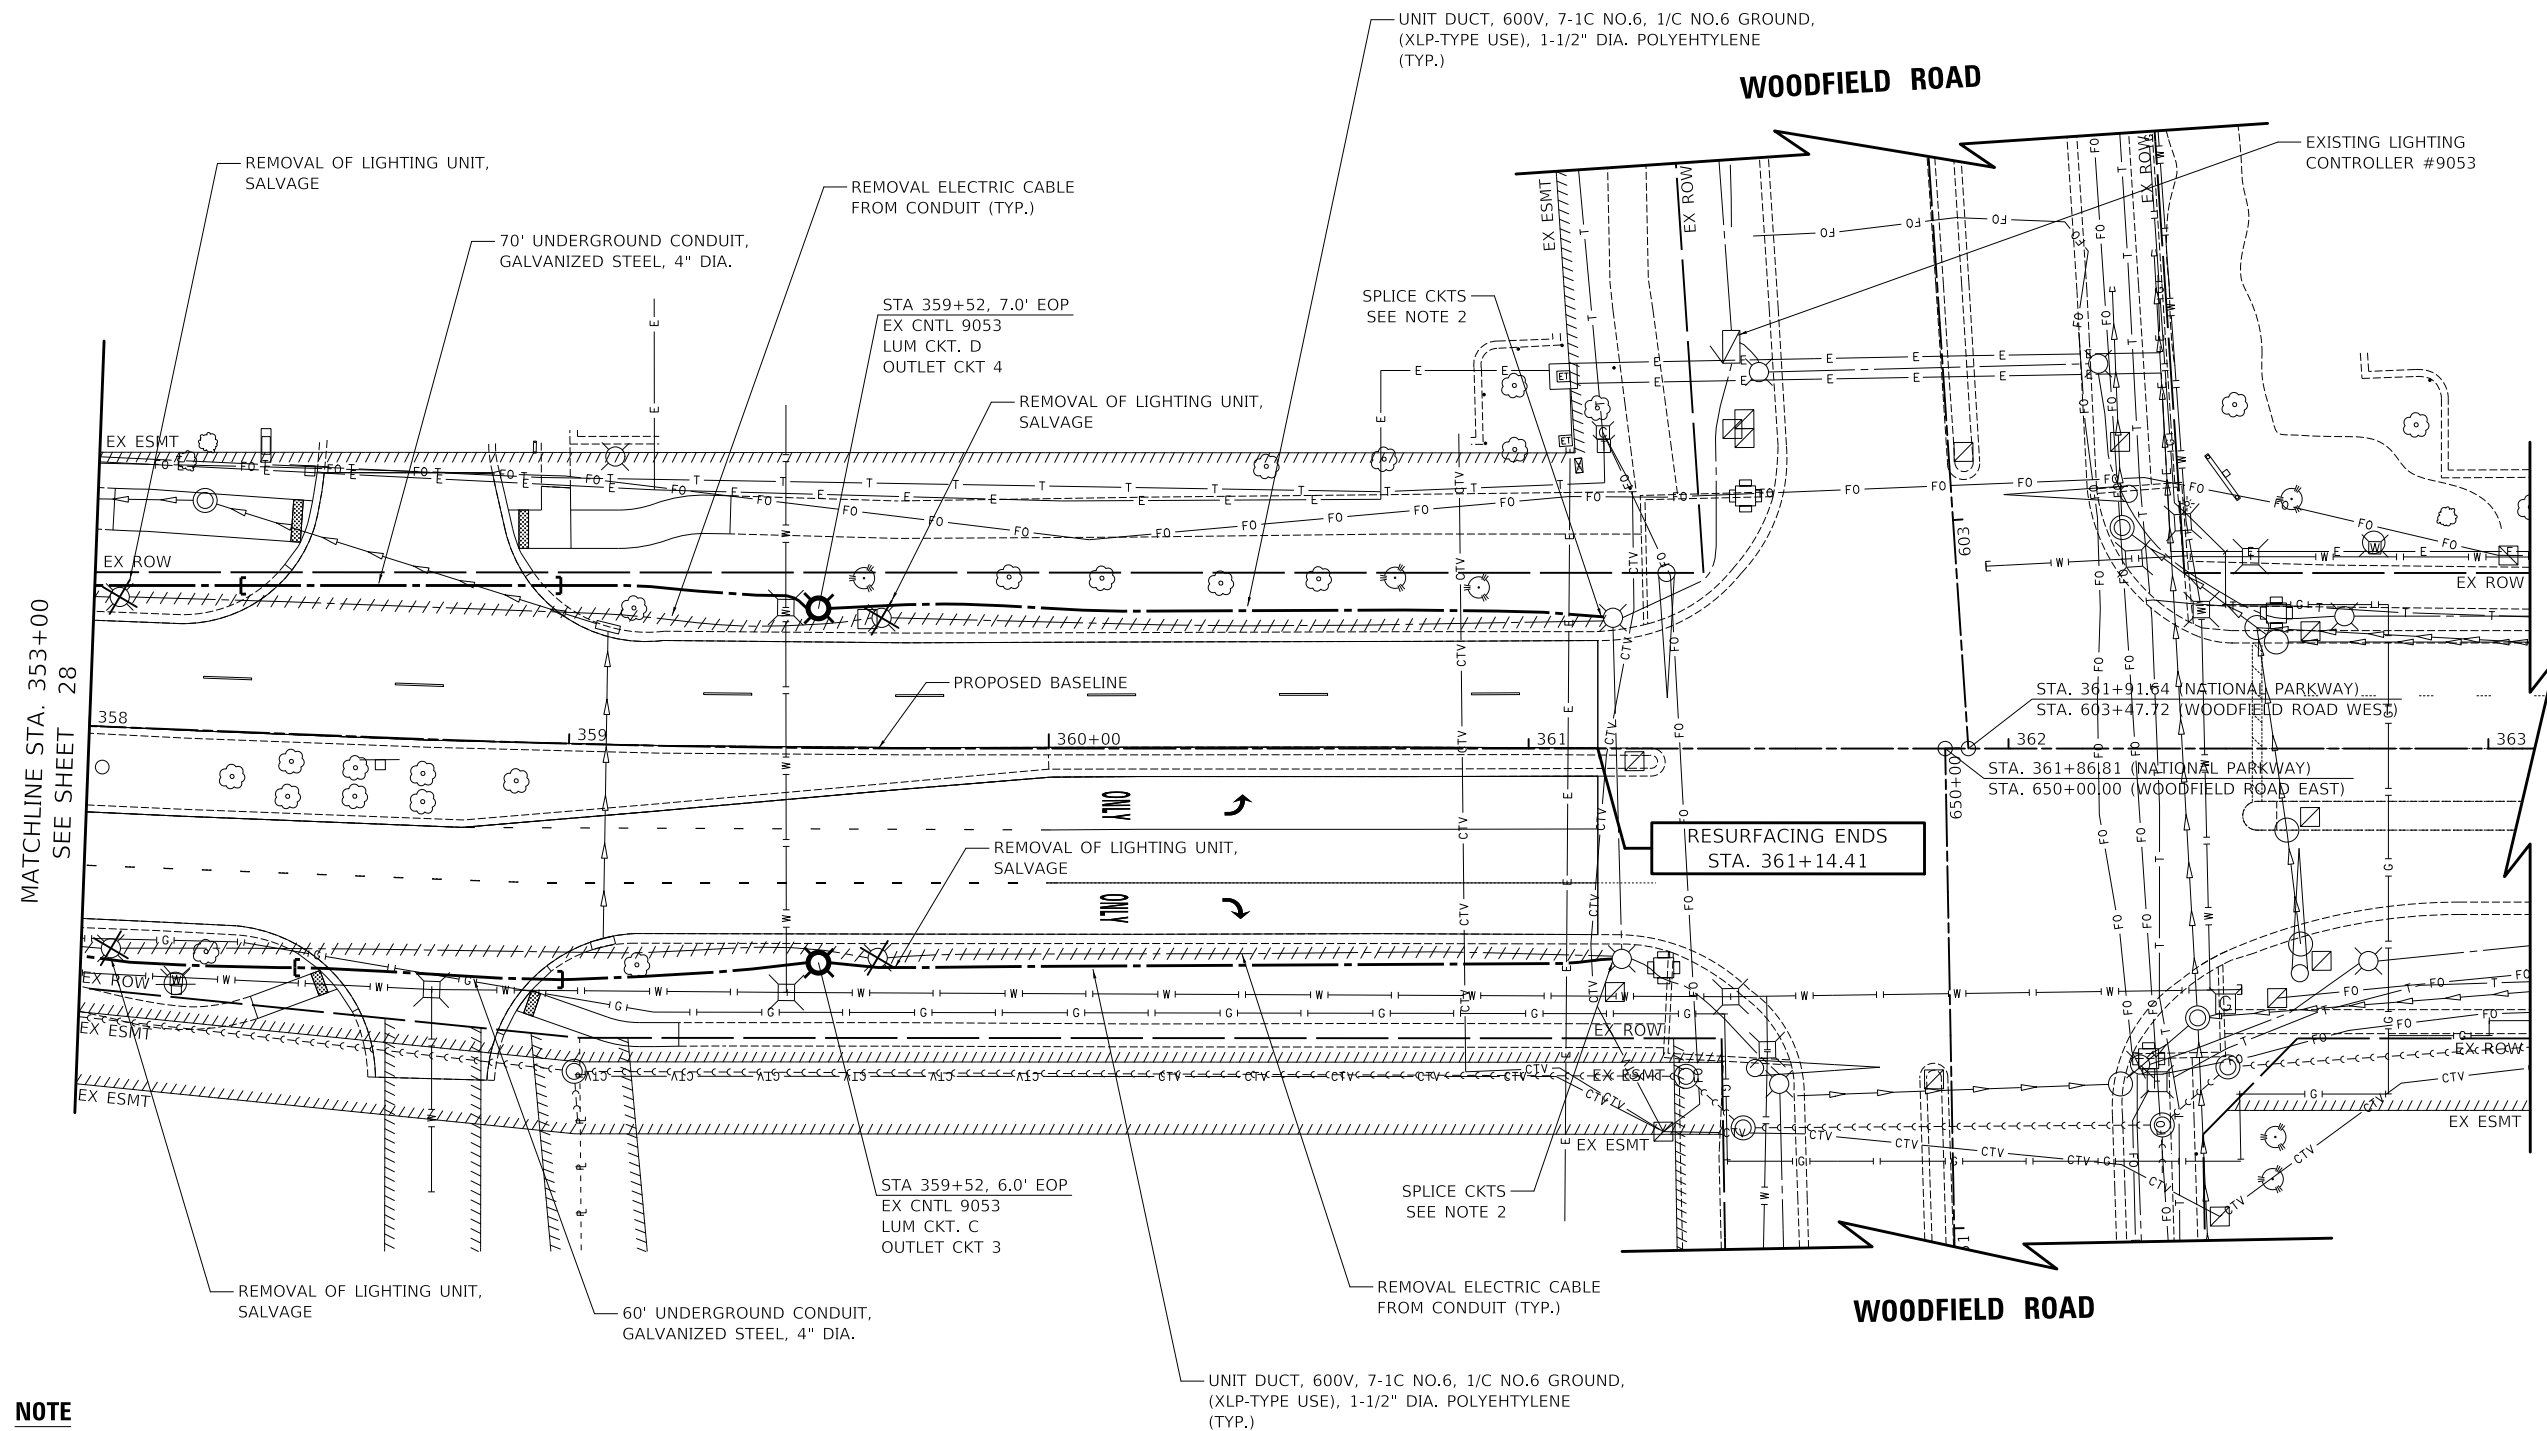 UNIT DUCT, 600V, 7-1C NO.6, 1/C NO.6 GROUND,
(XLP-TYPE USE), 1-1/2" DIA. POLYEHTYLENE
(TYP.)
WOODFIELD ROAD
EXISTING LIGHTING
CONTROLLER #9053
REMOVAL OF LIGHTING UNIT,
SALVAGE
REMOVAL ELECTRIC CABLE
FROM CONDUIT (TYP.)
70' UNDERGROUND CONDUIT,
GALVANIZED STEEL, 4" DIA.
STA 359+52, 7.0' EOP
EX CNTL 9053
LUM CKT. D
OUTLET CKT 4
SPLICE CKTS
SEE NOTE 2
REMOVAL OF LIGHTING UNIT,
SALVAGE
EX ESMT
EX ROW
EX ROW
EX ESMT
EX ROW
EX ROW
603
MATCHLINE STA. 353+00
SEE SHEET 28
PROPOSED BASELINE
358
359
360+00
361
362
363
STA. 361+91.64 (NATIONAL PARKWAY)
STA. 603+47.72 (WOODFIELD ROAD WEST)
STA. 361+86.81 (NATIONAL PARKWAY)
STA. 650+00.00 (WOODFIELD ROAD EAST)
650+00
ONLY
ONLY
RESURFACING ENDS
STA. 361+14.41
REMOVAL OF LIGHTING UNIT,
SALVAGE
EX ROW
EX ESMT
EX ESMT
EX ROW
EX ESMT
EX ESMT
EX ROW
EX ESMT
STA 359+52, 6.0' EOP
EX CNTL 9053
LUM CKT. C
OUTLET CKT 3
SPLICE CKTS
SEE NOTE 2
REMOVAL OF LIGHTING UNIT,
SALVAGE
60' UNDERGROUND CONDUIT,
GALVANIZED STEEL, 4" DIA.
REMOVAL ELECTRIC CABLE
FROM CONDUIT (TYP.)
WOODFIELD ROAD
UNIT DUCT, 600V, 7-1C NO.6, 1/C NO.6 GROUND,
(XLP-TYPE USE), 1-1/2" DIA. POLYEHTYLENE
(TYP.)
NOTE